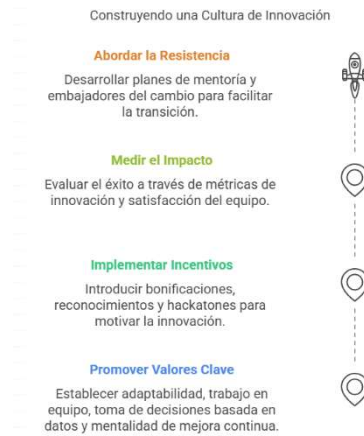 Construyendo una Cultura de Innovación
Abordar la Resistencia
Desarrollar planes de mentoría y
embajadores del cambio para facilitar
la transición.
Medir el Impacto
Evaluar el éxito a través de métricas de
innovación y satisfacción del equipo.
Implementar Incentivos
Introducir bonificaciones,
reconocimientos y hackatones para
motivar la innovación.
Promover Valores Clave
Establecer adaptabilidad, trabajo en
equipo, toma de decisiones basada en
datos y mentalidad de mejora continua.